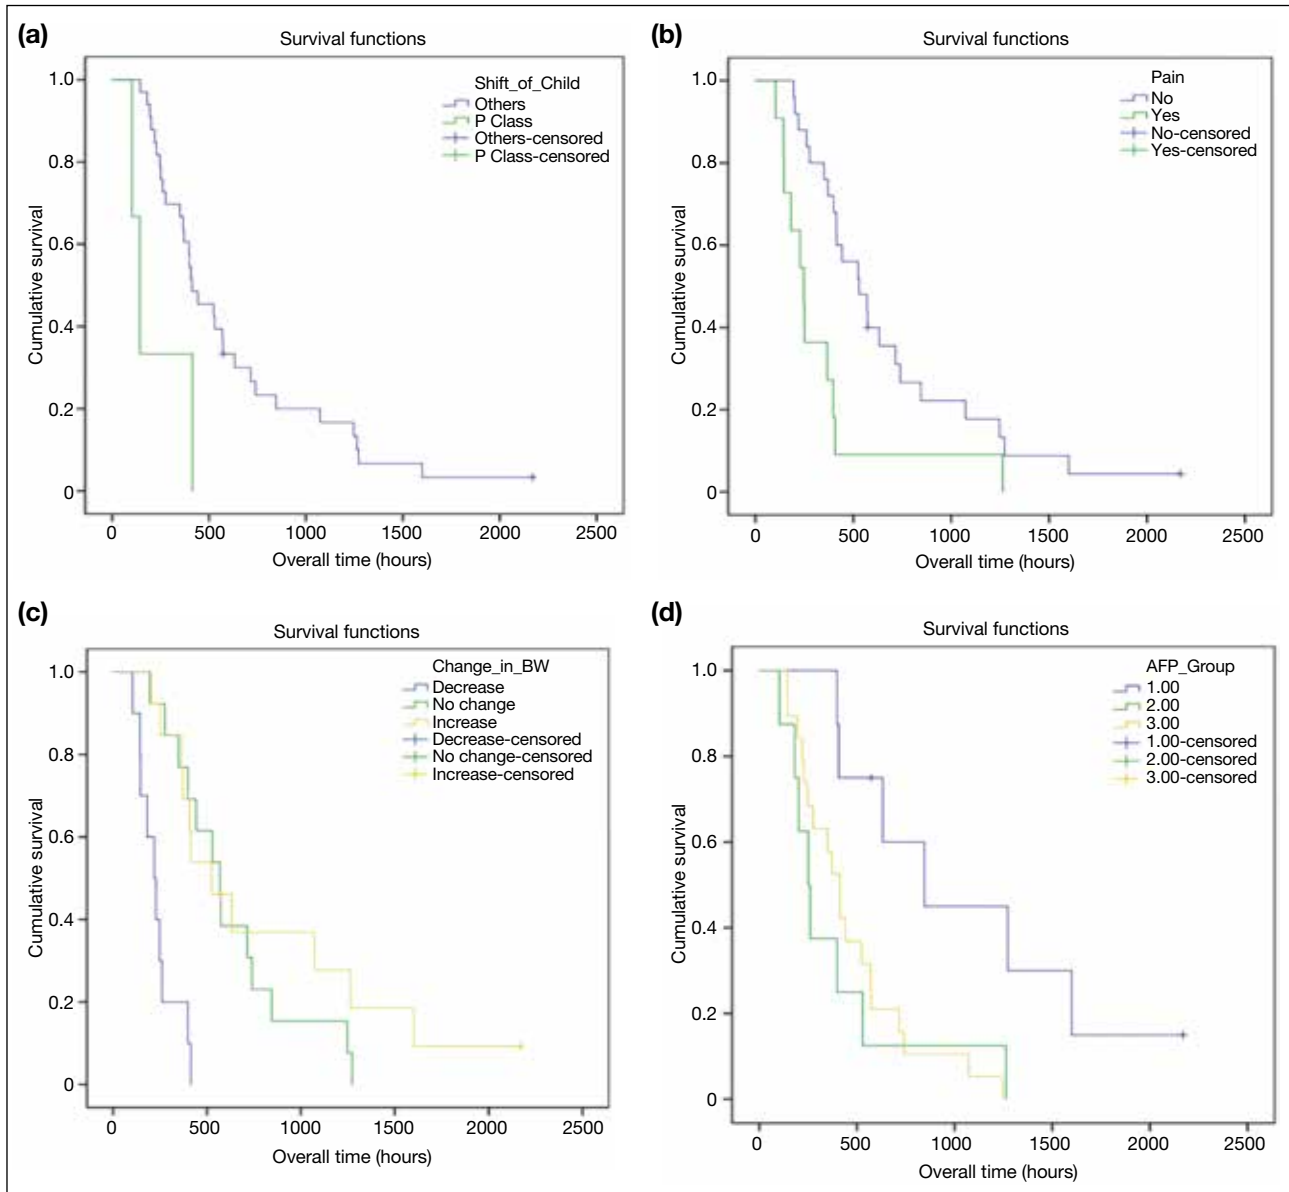 (a)
Survival functions
Shift_of_Child
Others
P Class
Others-censored
P Class-censored
1.0
0.8
0.6
0.4
0.2
0
Cumulative survival
0 500 1000 1500 2000 2500
Overall time (hours)
(b)
Survival functions
Pain
No
Yes
No-censored
Yes-censored
1.0
0.8
0.6
0.4
0.2
0
Cumulative survival
0 500 1000 1500 2000 2500
Overall time (hours)
(c)
Survival functions
Change_in_BW
Decrease
No change
Increase
Decrease-censored
No change-censored
Increase-censored
1.0
0.8
0.6
0.4
0.2
0
Cumulative survival
0 500 1000 1500 2000 2500
Overall time (hours)
(d)
Survival functions
AFP_Group
1.00
2.00
3.00
1.00-censored
2.00-censored
3.00-censored
1.0
0.8
0.6
0.4
0.2
0
Cumulative survival
0 500 1000 1500 2000 2500
Overall time (hours)